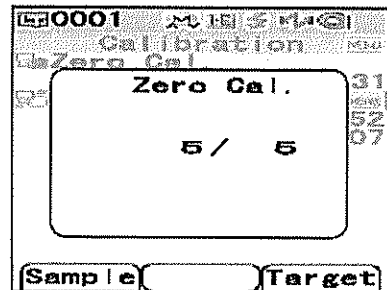 0001
Calibration
Zero Cal.
Zero Cal.
5/ 5
31
52
07
Sample
Target